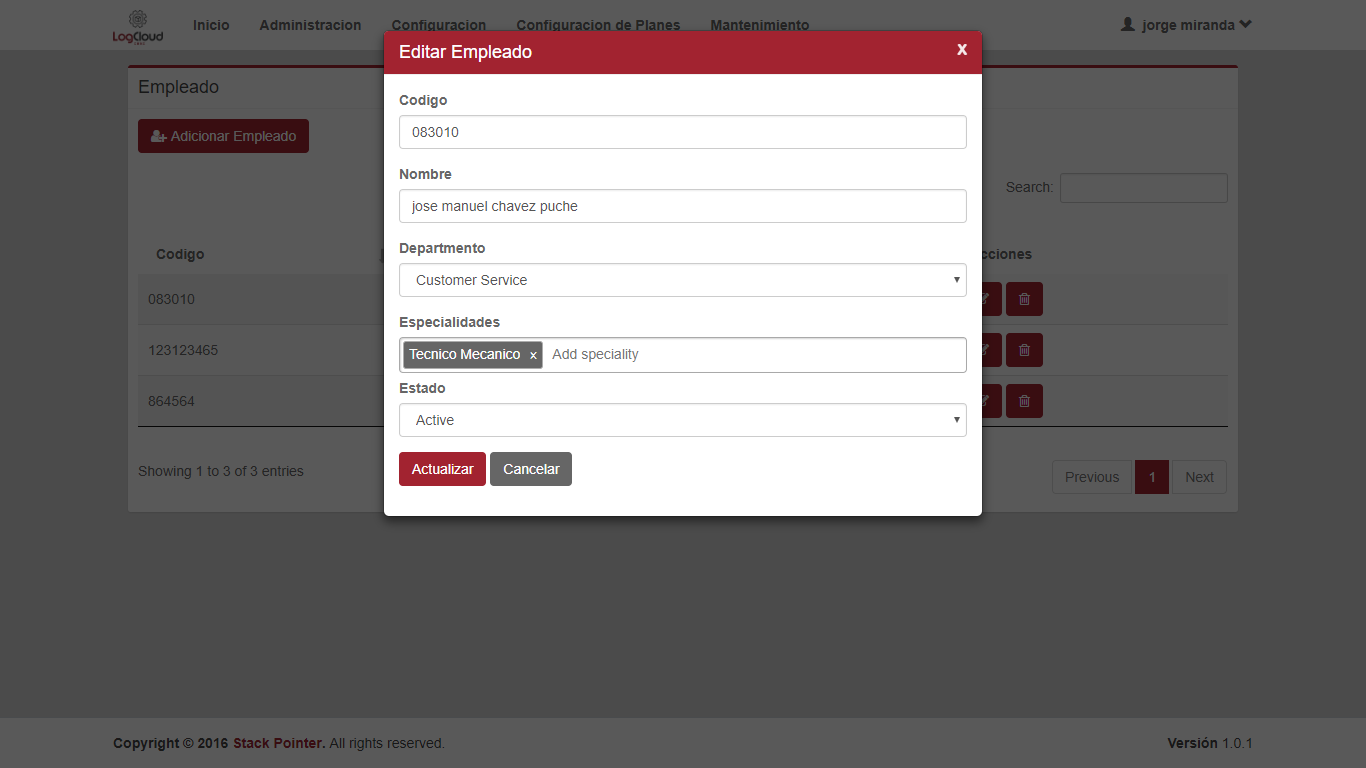 LogCloud
Inicio Administracion Configuracion Configuracion de Planes Mantenimiento jorge miranda
Editar Empleado x
Empleado
Adicionar Empleado
Codigo
083010
Nombre
jose manuel chavez puche
Search:
Departmento
Customer Service
Codigo
cciones
083010
123123465
864564
Especialidades
Tecnico Mecanico x Add speciality
Estado
Active
Actualizar Cancelar
Showing 1 to 3 of 3 entries
Previous 1 Next
Copyright © 2016 Stack Pointer. All rights reserved. Versión 1.0.1